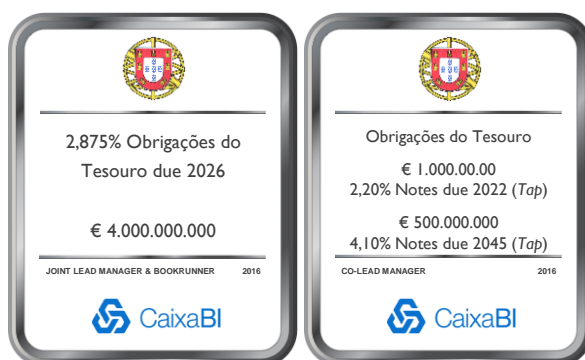 2,875% Obrigações do
Tesouro due 2026
€ 4.000.000.000
JOINT LEAD MANAGER & BOOKRUNNER 2016
CaixaBI
Obrigações do Tesouro
€ 1.000.00.00
2,20% Notes due 2022 (Tap)
€ 500.000.000
4,10% Notes due 2045 (Tap)
CO-LEAD MANAGER 2016
CaixaBI